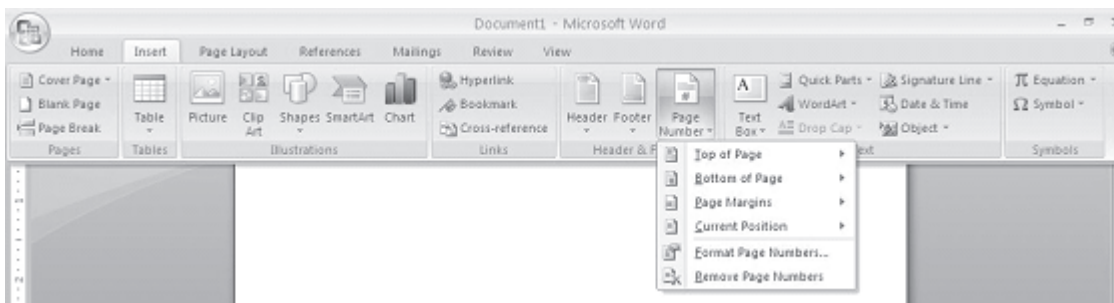 Document1 - Microsoft Word
Home Insert Page Layout References Mailings Review View
Cover Page
Blank Page
Page Break
Pages
Table
Tables
Picture
Clip Art
Shapes
SmartArt
Chart
Illustrations
Hyperlink
Bookmark
Cross-reference
Links
Header
Footer
Page Number
Header & F
Text Box
Quick Parts
WordArt
Drop Cap
Signature Line
Date & Time
Object
ext
π Equation
Ω Symbol
Symbols
Top of Page
Bottom of Page
Page Margins
Current Position
Format Page Numbers...
Remove Page Numbers